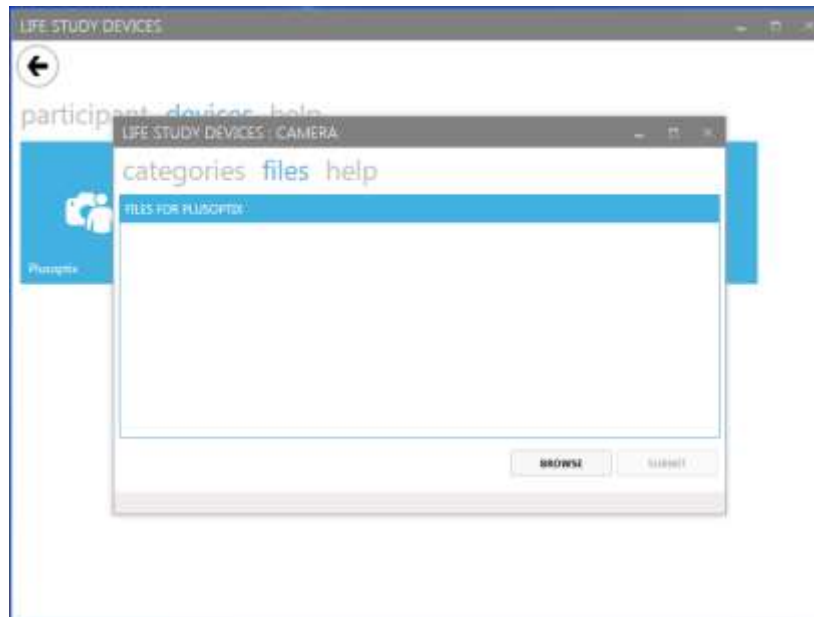 LIFE STUDY DEVICES
participant devices help
LIFE STUDY DEVICES : CAMERA
categories files help
FILES FOR PLUSOPTIX
Plusoptix
BROWSE
SUBMIT